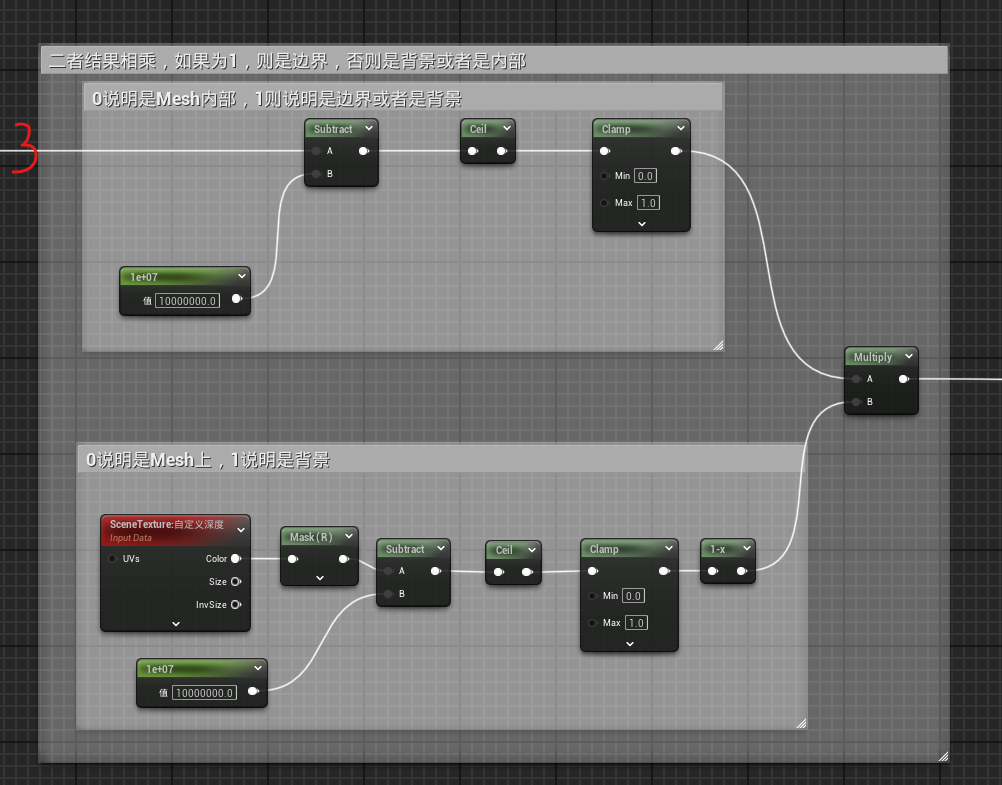 二者结果相乘，如果为1，则是边界，否则是背景或者是内部
0说明是Mesh内部，1则说明是边界或者是背景
3
Subtract
A
B
Ceil
Clamp
Min 0.0
Max 1.0
1e+07
值 10000000.0
Multiply
A
B
0说明是Mesh上，1说明是背景
SceneTexture:自定义深度
Input Data
UVs Color
Size
InvSize
Mask(R)
Subtract
A
B
Ceil
Clamp
Min 0.0
Max 1.0
1-x
1e+07
值 10000000.0